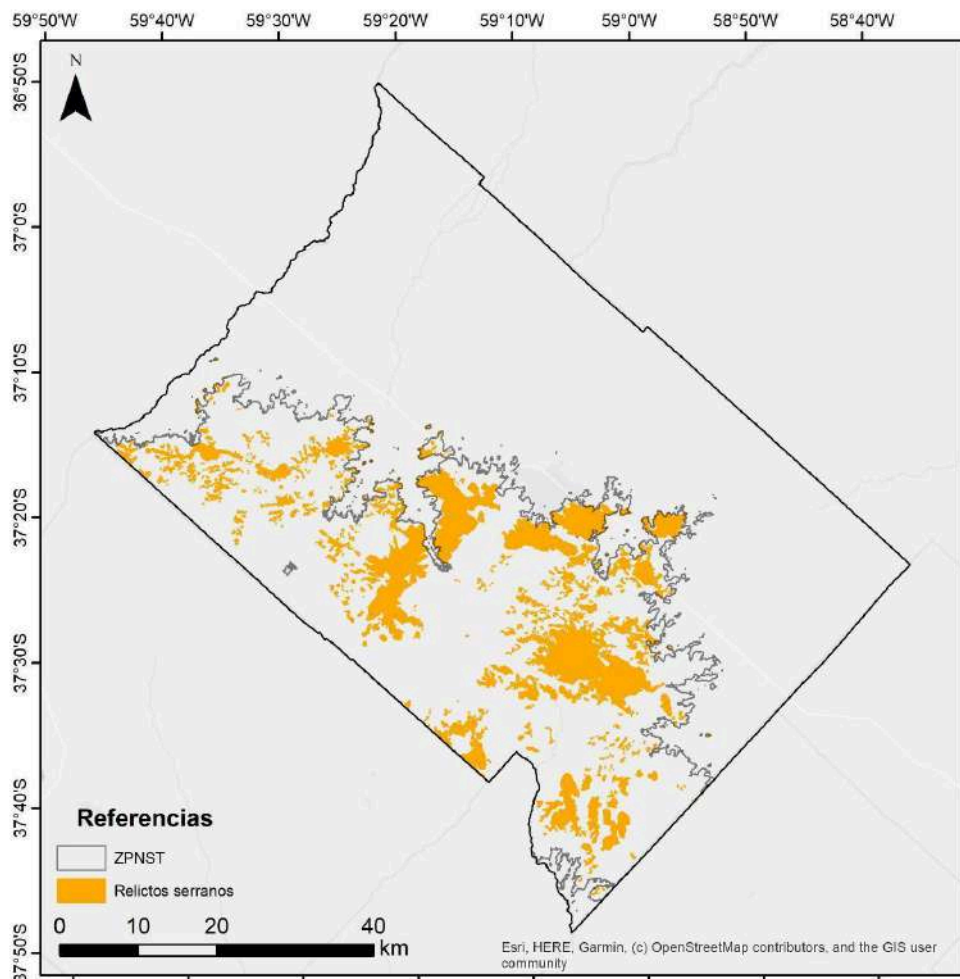 59°50'W 59°40'W 59°30'W 59°20'W 59°10'W 59°0'W 58°50'W 58°40'W
N
36°50'S
37°0'S
37°10'S
37°20'S
37°30'S
37°40'S
37°50'S
Referencias
ZPNST
Relictos serranos
0 10 20 40
km
Esri, HERE, Garmin, (c) OpenStreetMap contributors, and the GIS user
community